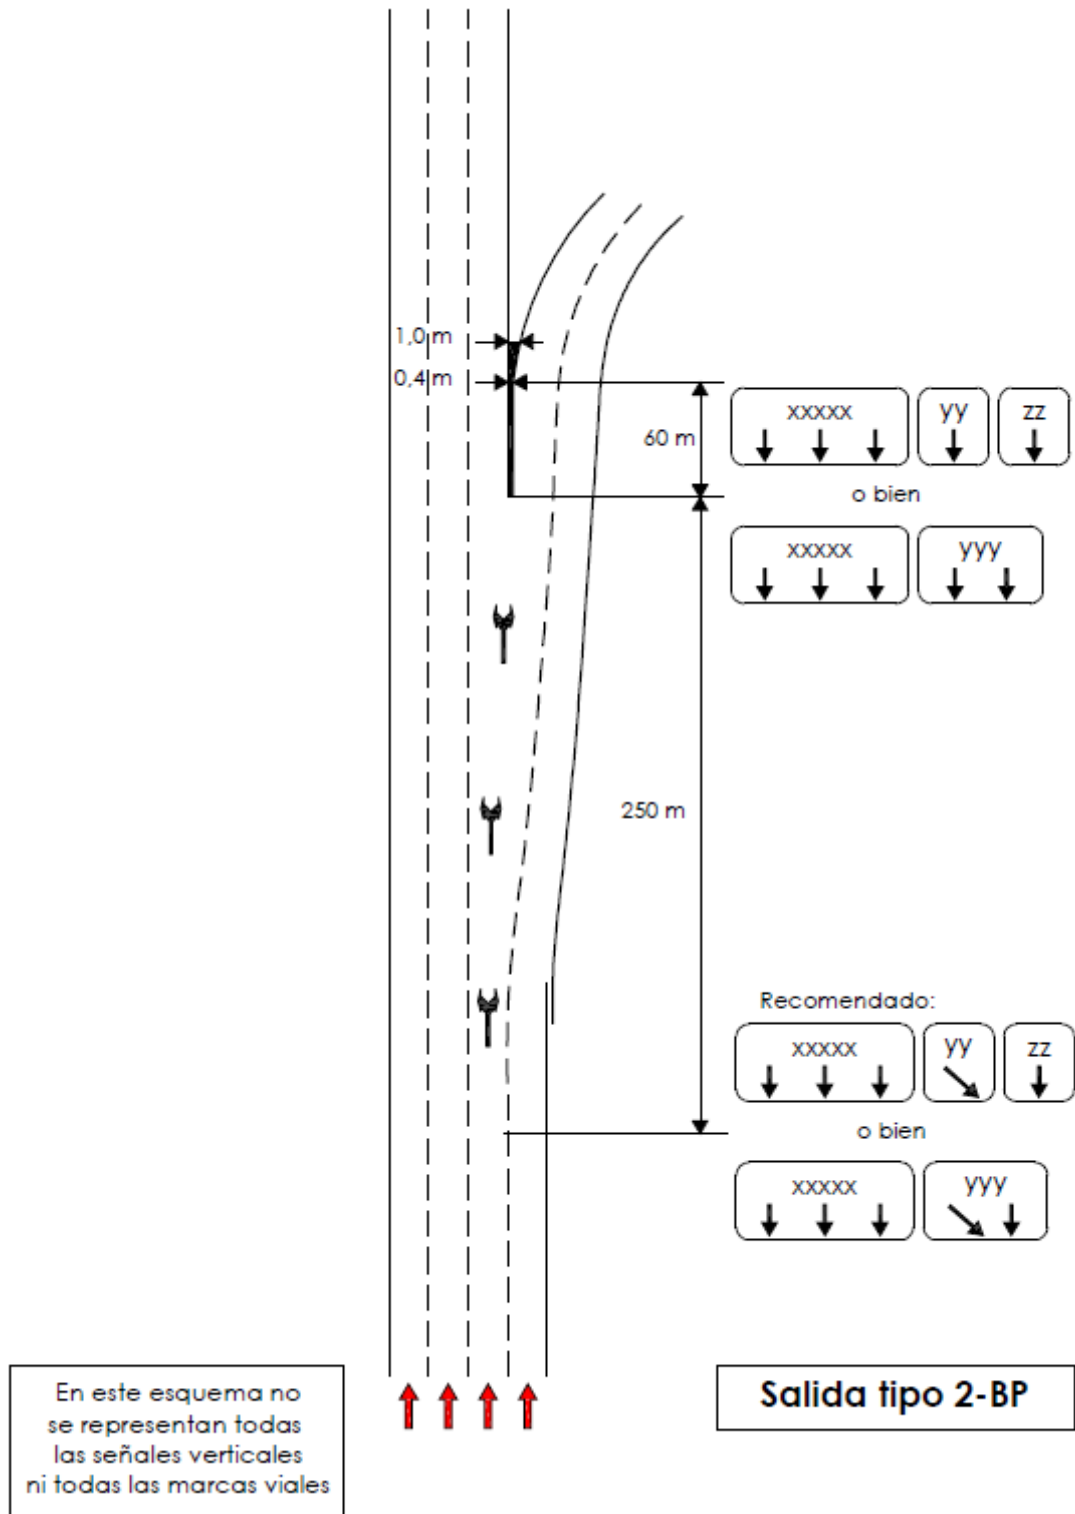 1,0 m
0,4 m
60 m
xxxxx
yy
zz
o bien
xxxxx
yyy
250 m
Recomendado:
xxxxx
yy
zz
o bien
xxxxx
yyy
En este esquema no
se representan todas
las señales verticales
ni todas las marcas viales
Salida tipo 2-BP